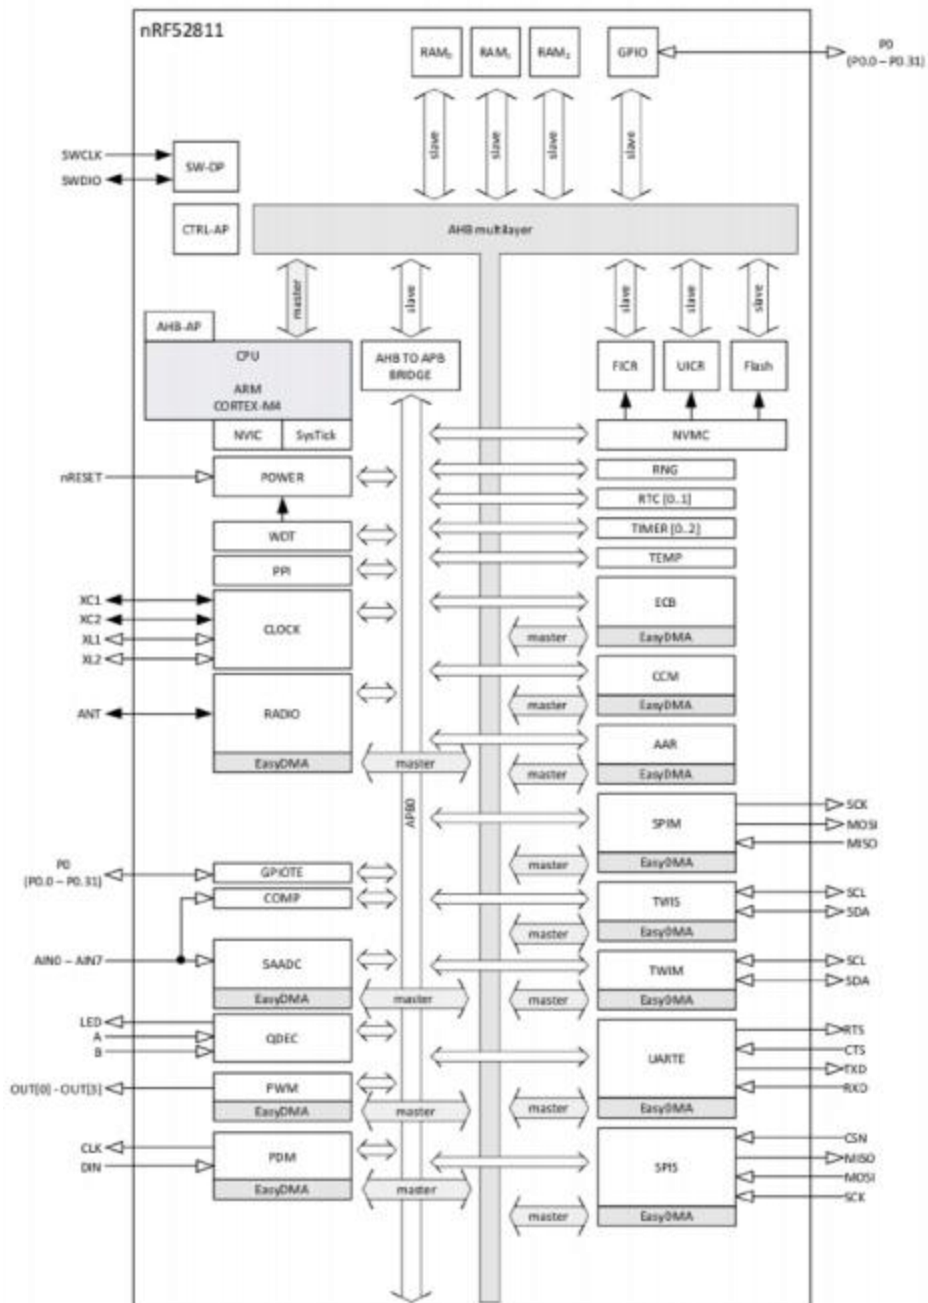 nRF52811
RAM0 RAM1 RAM2 GPIO
P0
(P0.0 – P0.31)
slave slave slave slave
SWCLK
SWDIO
SW-DP
CTRL-AP
AHB multilayer
master slave slave slave slave
AHB-AP
CPU
ARM
CORTEX-M4
NVIC SysTick
AHB TO APB
BRIDGE
FICR UICR Flash
NVMC
nRESET
POWER
RNG
RTC [0..1]
WDT
TIMER [0..2]
PPI
TEMP
XC1
XC2
XL1
XL2
CLOCK
ECB
master EasyDMA
CCM
master EasyDMA
ANT
RADIO
EasyDMA master
AAR
master EasyDMA
APB0
SPIM
SCK
MOSI
MISO
master EasyDMA
P0
(P0.0 – P0.31)
GPIOTE
COMP
TWIS
SCL
SDA
master EasyDMA
AIN0 – AIN7
SAADC
EasyDMA master
TWIM
SCL
SDA
master EasyDMA
LED
A
B
QDEC
UARTE
RTS
CTS
TXD
RXD
master EasyDMA
OUT[0] - OUT[3]
PWM
EasyDMA master
CLK
DIN
PDM
EasyDMA master
SPIS
CSN
MISO
MOSI
SCK
master EasyDMA